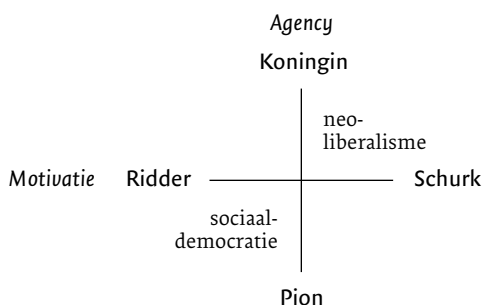 Agency
Koningin
neo-
liberalisme
Motivatie Ridder Schurk
sociaal-
democratie
Pion